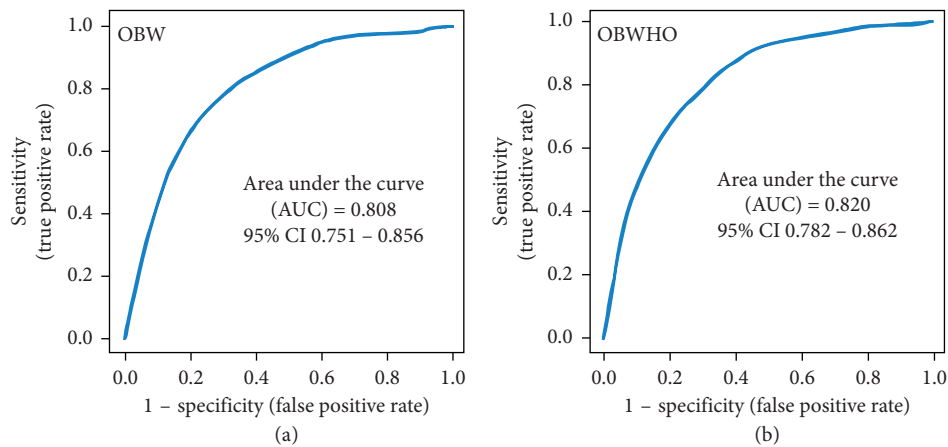 OBW
1.0
0.8
0.6
0.4
0.2
0.0
Sensitivity
(true positive rate)
Area under the curve
(AUC) = 0.808
95% CI 0.751 – 0.856
0.0 0.2 0.4 0.6 0.8 1.0
1 – specificity (false positive rate)
(a)
OBWHO
1.0
0.8
0.6
0.4
0.2
0.0
Sensitivity
(true positive rate)
Area under the curve
(AUC) = 0.820
95% CI 0.782 – 0.862
0.0 0.2 0.4 0.6 0.8 1.0
1 – specificity (false positive rate)
(b)